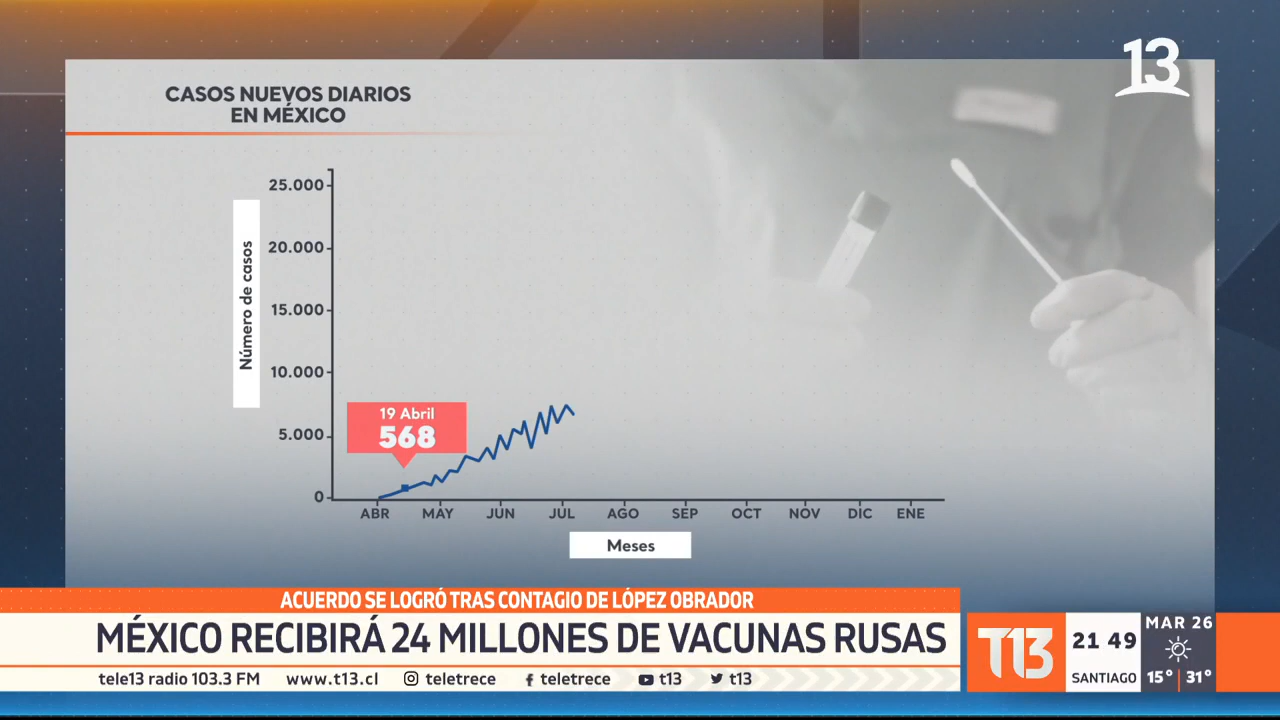 13
CASOS NUEVOS DIARIOS
EN MÉXICO
25.000
20.000
15.000
10.000
5.000
0
Número de casos
19 Abril
568
ABR MAY JUN JUL AGO SEP OCT NOV DIC ENE
Meses
ACUERDO SE LOGRÓ TRAS CONTAGIO DE LÓPEZ OBRADOR
MÉXICO RECIBIRÁ 24 MILLONES DE VACUNAS RUSAS
tele13 radio 103.3 FM www.t13.cl teletrece teletrece t13 t13
T13
21 49
SANTIAGO
MAR 26
15° 31°